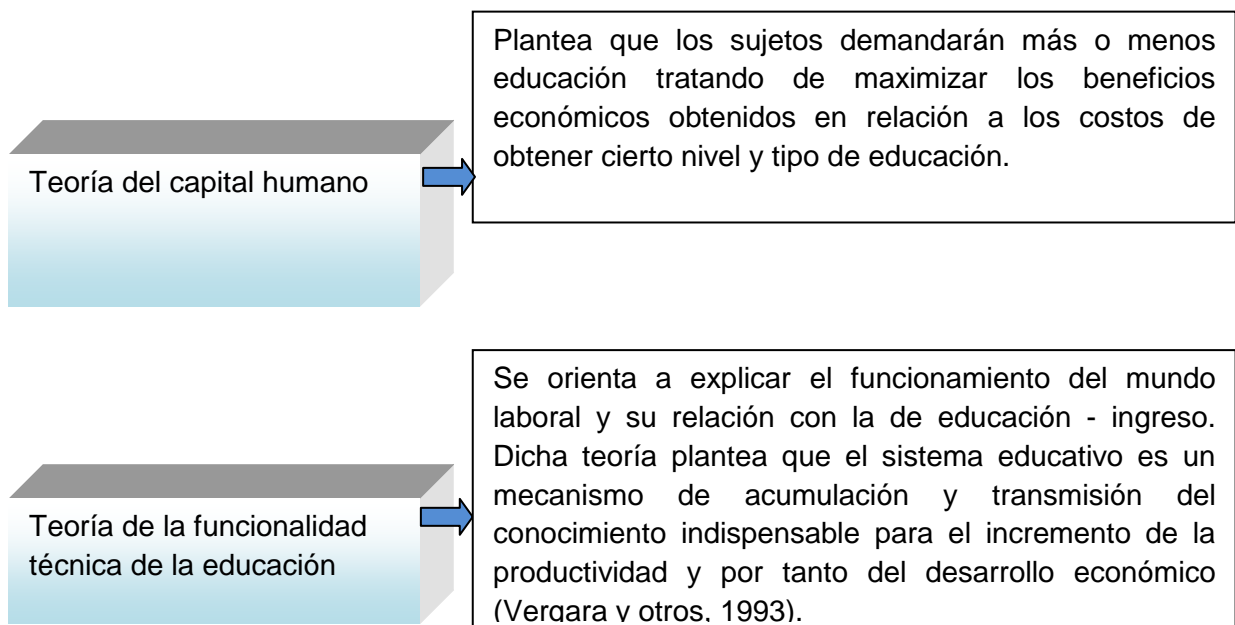 Teoría del capital humano
Plantea que los sujetos demandarán más o menos
educación tratando de maximizar los beneficios
económicos obtenidos en relación a los costos de
obtener cierto nivel y tipo de educación.
Teoría de la funcionalidad
técnica de la educación
Se orienta a explicar el funcionamiento del mundo
laboral y su relación con la de educación - ingreso.
Dicha teoría plantea que el sistema educativo es un
mecanismo de acumulación y transmisión del
conocimiento indispensable para el incremento de la
productividad y por tanto del desarrollo económico
(Vergara y otros, 1993).